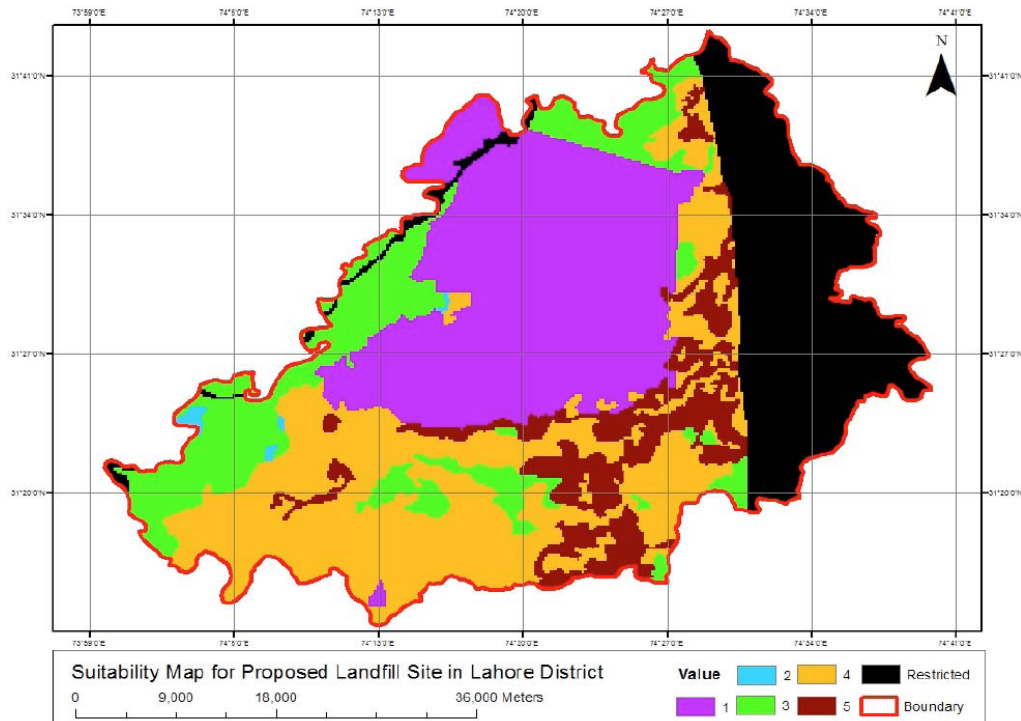 73°59'0"E 74°6'0"E 74°13'0"E 74°20'0"E 74°27'0"E 74°34'0"E 74°41'0"E
N
31°41'0"N 31°41'0"N
31°34'0"N 31°34'0"N
31°27'0"N 31°27'0"N
31°20'0"N 31°20'0"N
73°59'0"E 74°6'0"E 74°13'0"E 74°20'0"E 74°27'0"E 74°34'0"E 74°41'0"E
Suitability Map for Proposed Landfill Site in Lahore District
0 9,000 18,000 36,000 Meters
Value 2 4 Restricted
1 3 5 Boundary